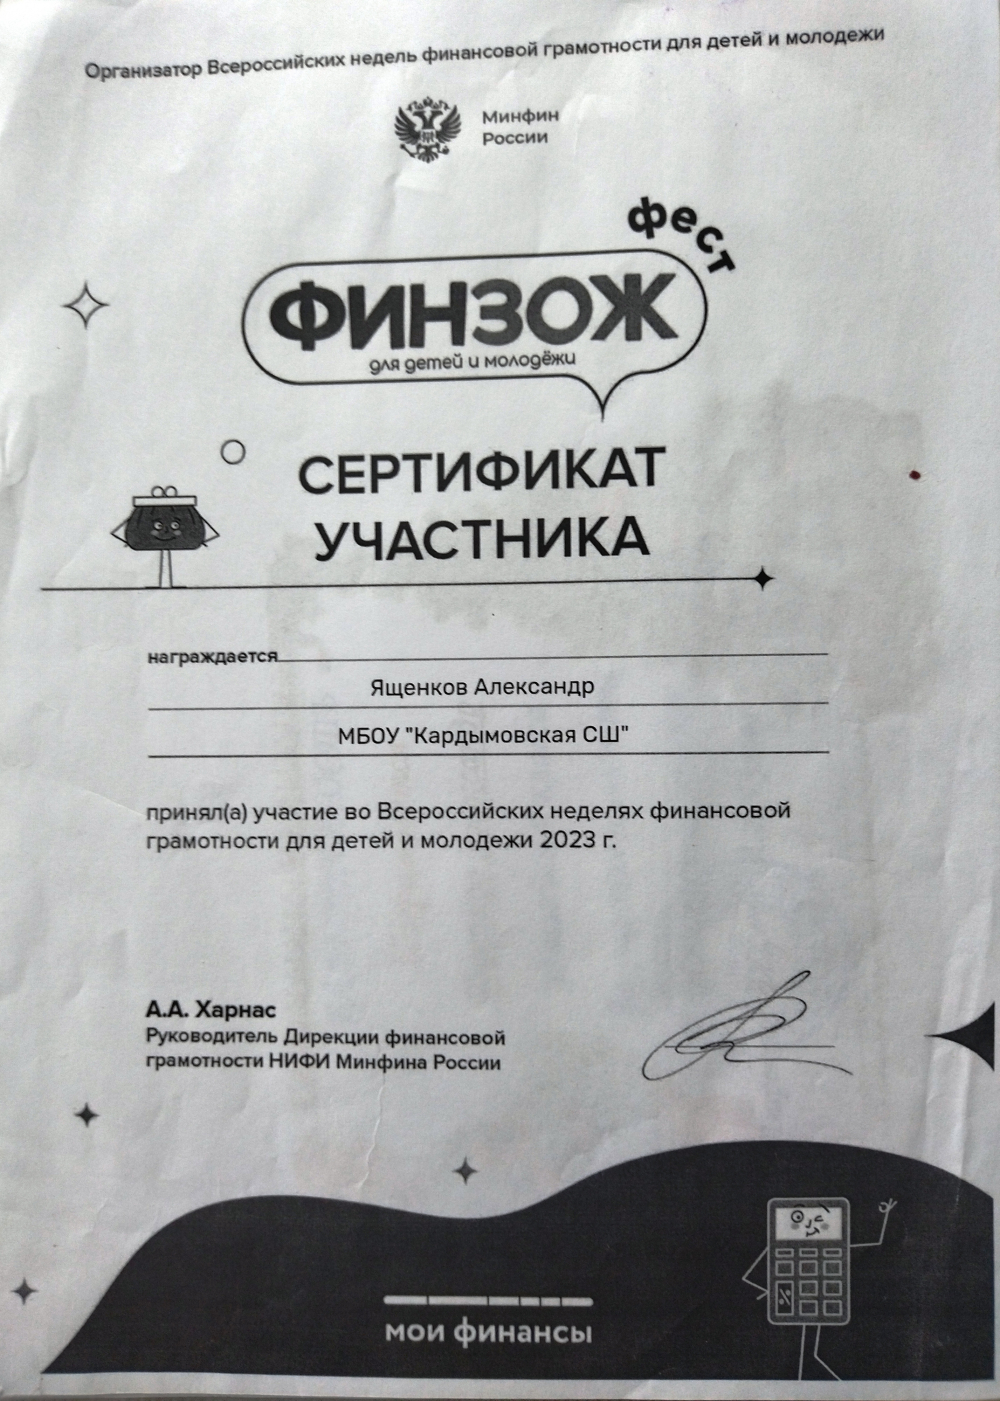 Организатор Всероссийских недель финансовой грамотности для детей и молодежи
Минфин
России
фест
ФИНЗОЖ
для детей и молодёжи
СЕРТИФИКАТ
УЧАСТНИКА
награждается
Ященков Александр
МБОУ "Кардымовская СШ"
принял(а) участие во Всероссийских неделях финансовой
грамотности для детей и молодежи 2023 г.
А.А. Харнас
Руководитель Дирекции финансовой
грамотности НИФИ Минфина России
мои финансы